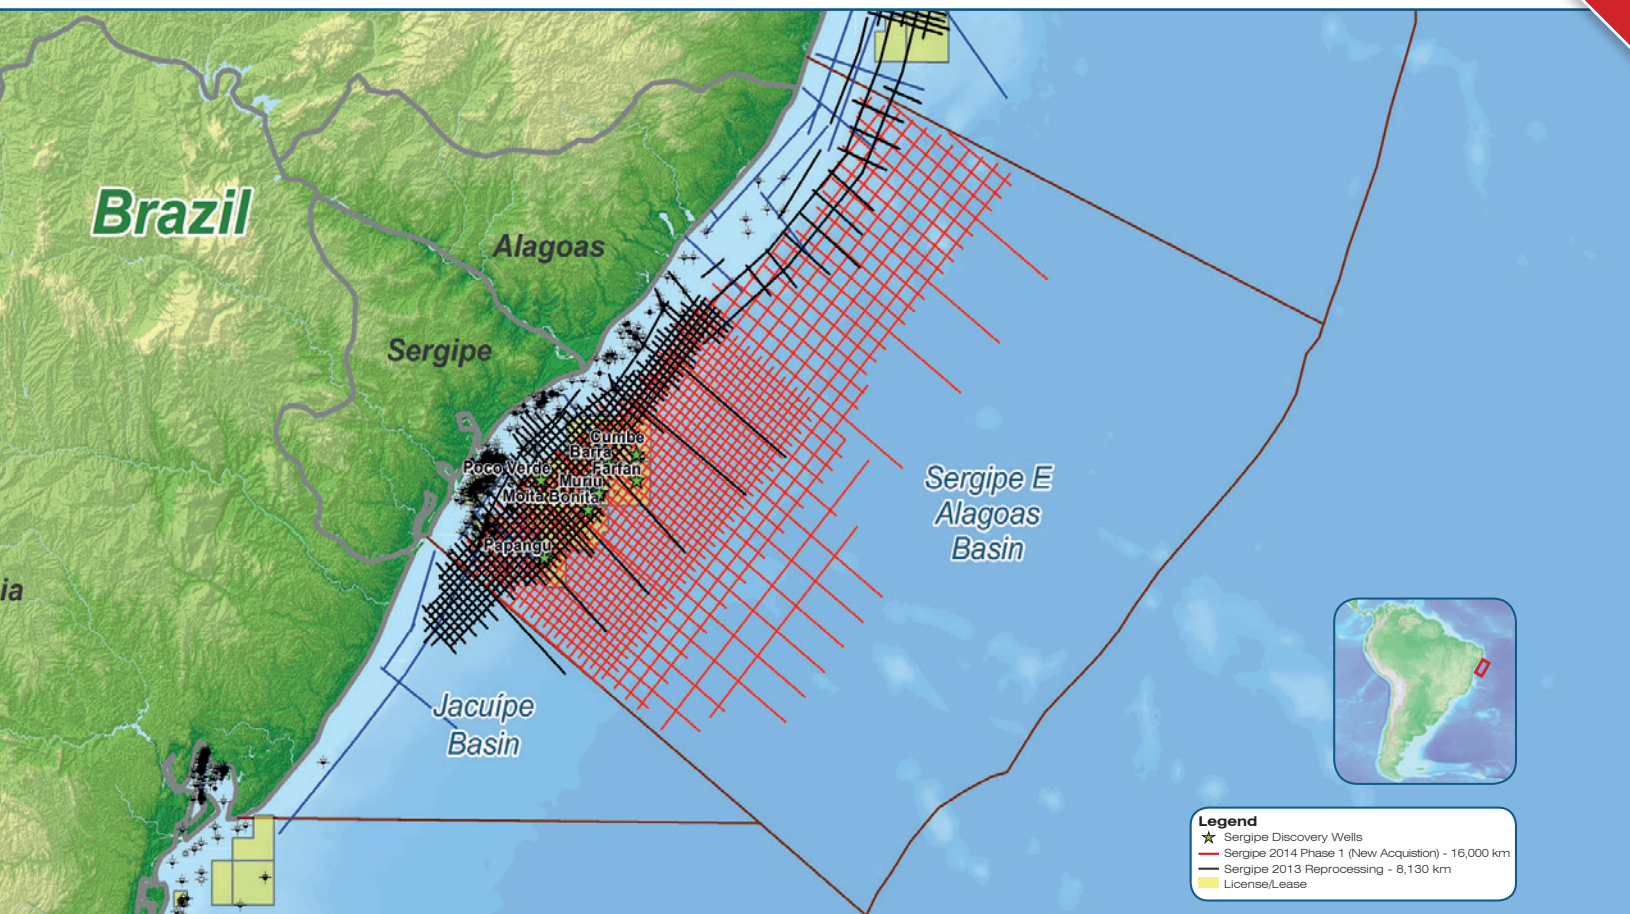 Brazil
Alagoas
Sergipe
Cumbe
Barra
Poco Verde
Farfan
Muriu
Moita Bonita
Papangu
Sergipe E
Alagoas
Basin
ia
Jacuípe
Basin
Legend
Sergipe Discovery Wells
Sergipe 2014 Phase 1 (New Acquistion) - 16,000 km
Sergipe 2013 Reprocessing - 8,130 km
License/Lease